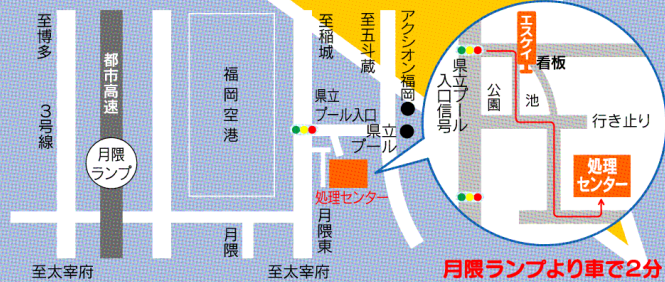 至博多
3号線
都市高速
月隈
ランプ
至太宰府
福岡空港
月隈
至稲城
県立
プール入口
処理センター
月隈東
至太宰府
至五斗蔵
アクシオン福岡
県立
プール
県立プール
入口信号
公園
エスケイ
看板
池
行き止り
処理
センター
月隈ランプより車で2分